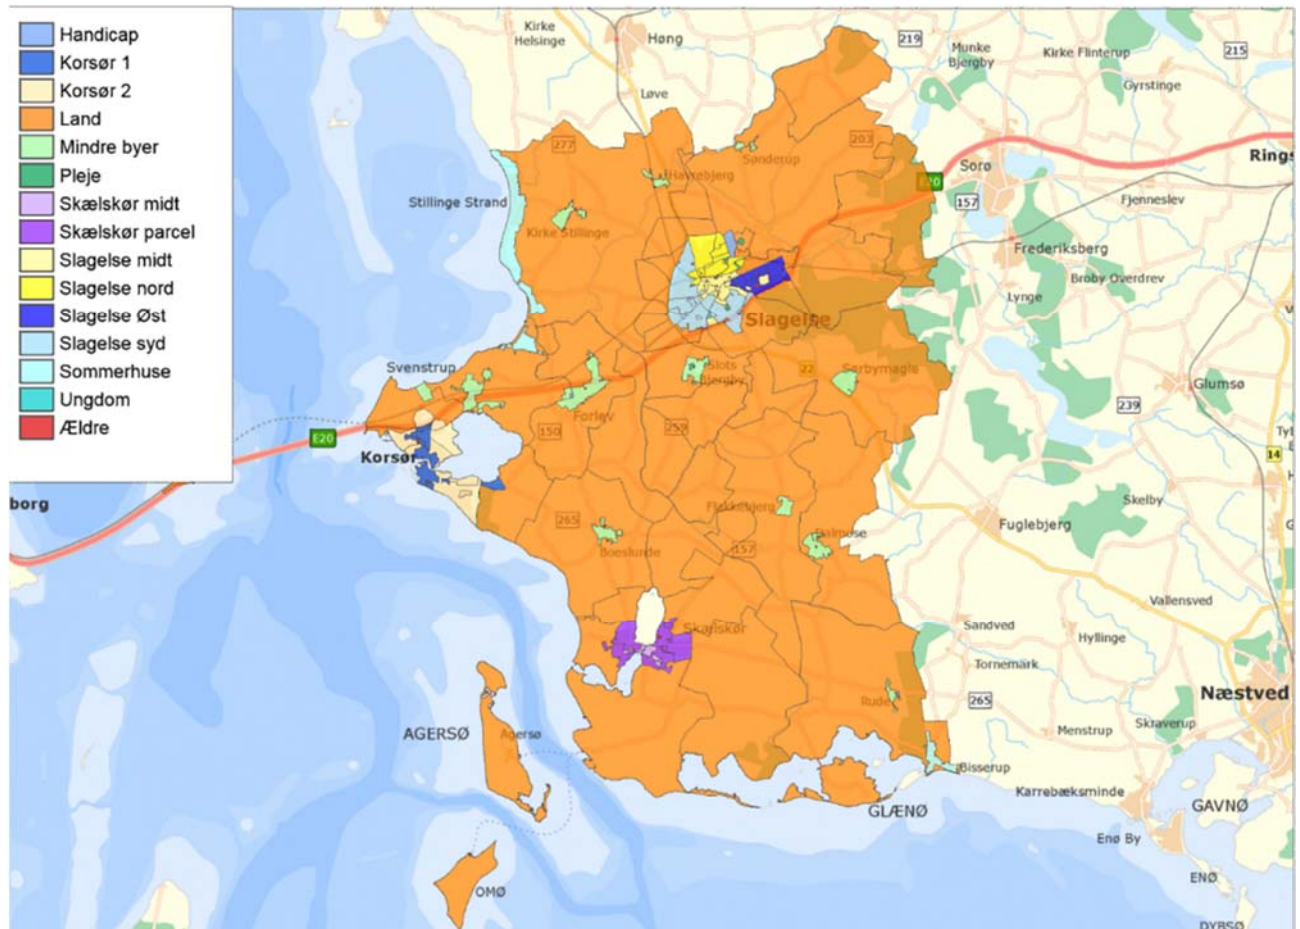 Handicap
Korsør 1
Korsør 2
Land
Mindre byer
Pleje
Skælskør midt
Skælskør parcel
Slagelse midt
Slagelse nord
Slagelse Øst
Slagelse syd
Sommerhuse
Ungdom
Ældre
Kirke
Helsinge
Høng
219
Munke
Bjergby
Kirke Flinterup
215
Gyrstinge
Løve
277
203
Sønderup
Havrebjerg
Sorø
Rings
E20
157
Fjenneslev
Stillinge Strand
Kirke Stillinge
Frederiksberg
Broby Overdrev
Lynge
Slagelse
Svenstrup
Slots
Bjergby
22
Sørbymagle
Glumsø
239
Forlev
150
259
E20
Korsør
14
borg
Flakkebjerg
Skelby
265
Fuglebjerg
Boeslunde
157
Dalmose
Vallensved
Skælskør
Sandved
Hyllinge
Tornemark
Rude
265
Næstved
AGERSØ
Agersø
Menstrup
Skraverup
Bisserup
Karrebæksminde
GAVNØ
GLÆNØ
Enø By
OMØ
ENØ
DYBSØ